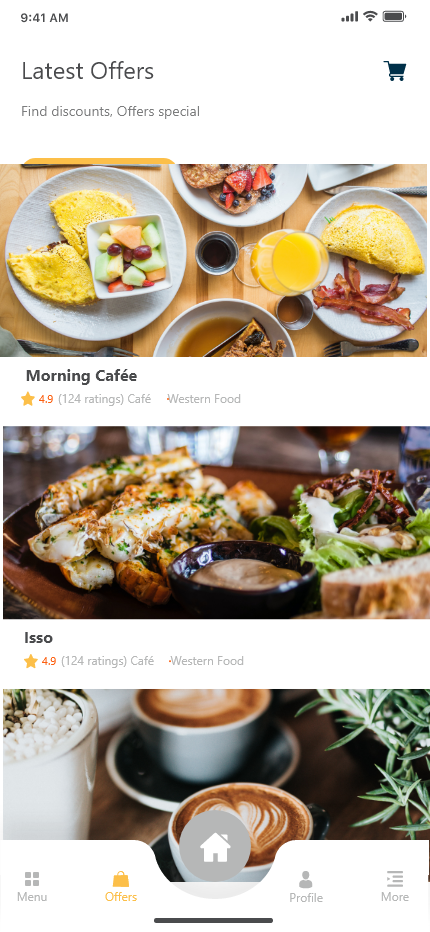 9:41 AM
Latest Offers
Find discounts, Offers special
Morning Cafée
4.9 (124 ratings) Café Western Food
Isso
4.9 (124 ratings) Café Western Food
Menu
Offers
Profile
More